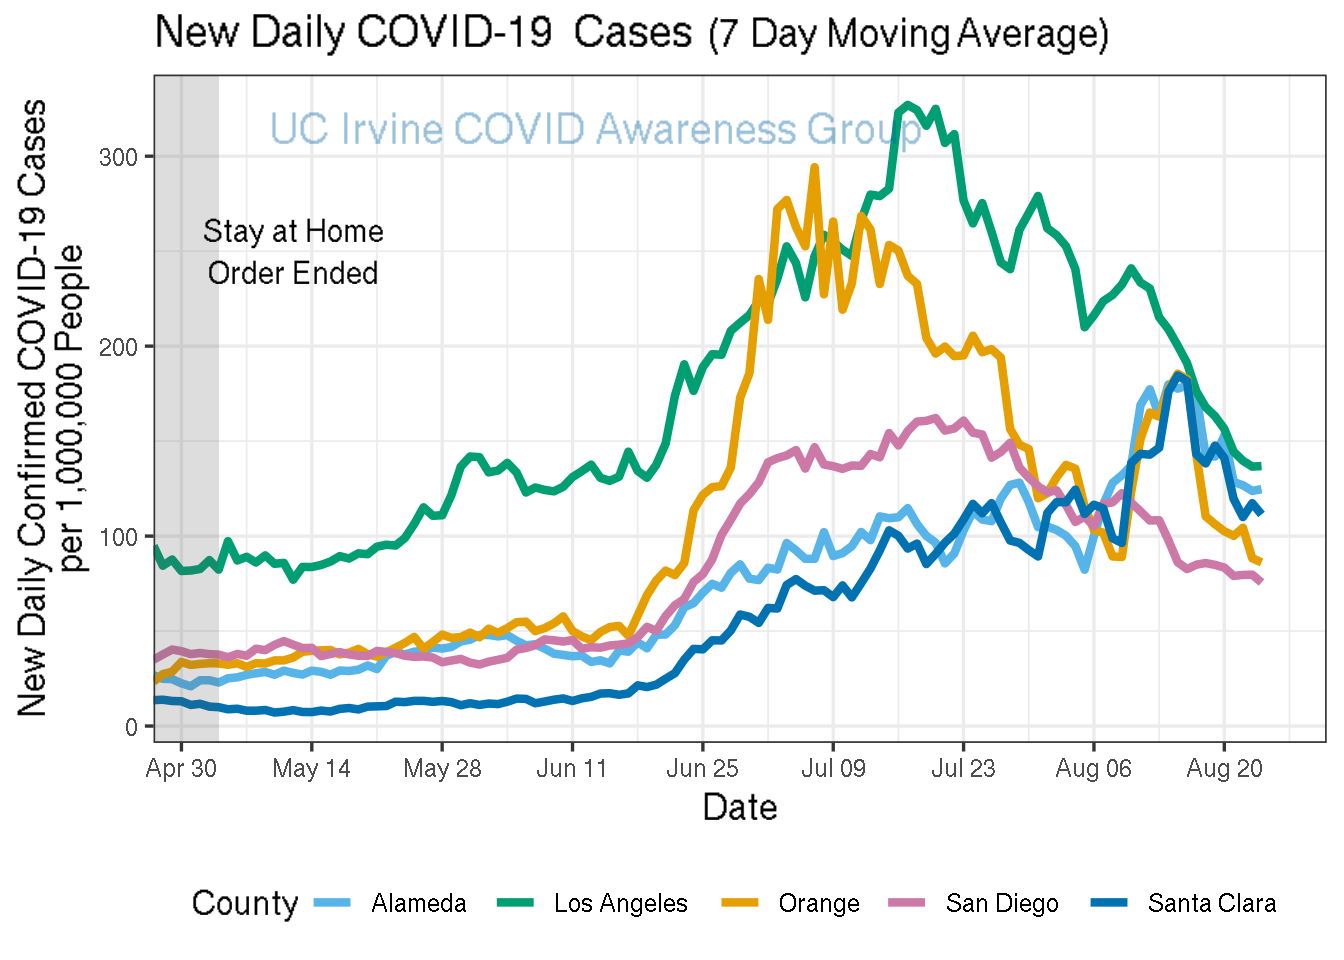 New Daily COVID-19 Cases (7 Day Moving Average)
UC Irvine COVID Awareness Group
Stay at Home
Order Ended
New Daily Confirmed COVID-19 Cases
per 1,000,000 People
300
200
100
0
Apr 30 May 14 May 28 Jun 11 Jun 25 Jul 09 Jul 23 Aug 06 Aug 20
Date
County Alameda Los Angeles Orange San Diego Santa Clara